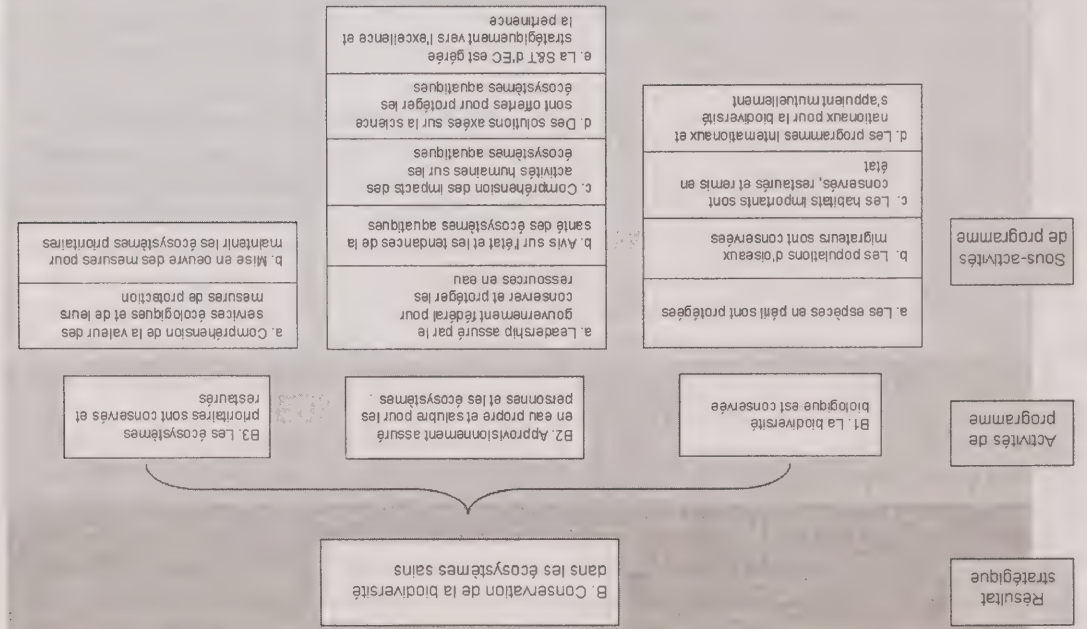 Résultat
stratégique
B. Conservation de la biodiversité
dans les écosystèmes sains
Activités de
programme
B1. La biodiversité
biologique est conservée
B2. Approvisionnement assuré
en eau propre et salubre pour les
personnes et les écosystèmes
B3. Les écosystèmes
prioritaires sont conservés et
restaurés
Sous-activités
de programme
a. Les espèces en péril sont protégées
b. Les populations d'oiseaux
migrateurs sont conservées
c. Les habitats importants sont
conservés, restaurés et remis en
état
d. Les programmes internationaux et
nationaux pour la biodiversité
s'appuient mutuellement
a. Leadership assuré par le
gouvernement fédéral pour
conserver et protéger les
ressources en eau
b. Avis sur l'état et les tendances de la
santé des écosystèmes aquatiques
c. Compréhension des impacts des
activités humaines sur les
écosystèmes aquatiques
d. Des solutions axées sur la science
sont offertes pour protéger les
écosystèmes aquatiques
e. La S&T d'EC est gérée
stratégiquement vers l'excellence et
la pertinence
a. Compréhension de la valeur des
services écologiques et de leurs
mesures de protection
b. Mise en oeuvre des mesures pour
maintenir les écosystèmes prioritaires